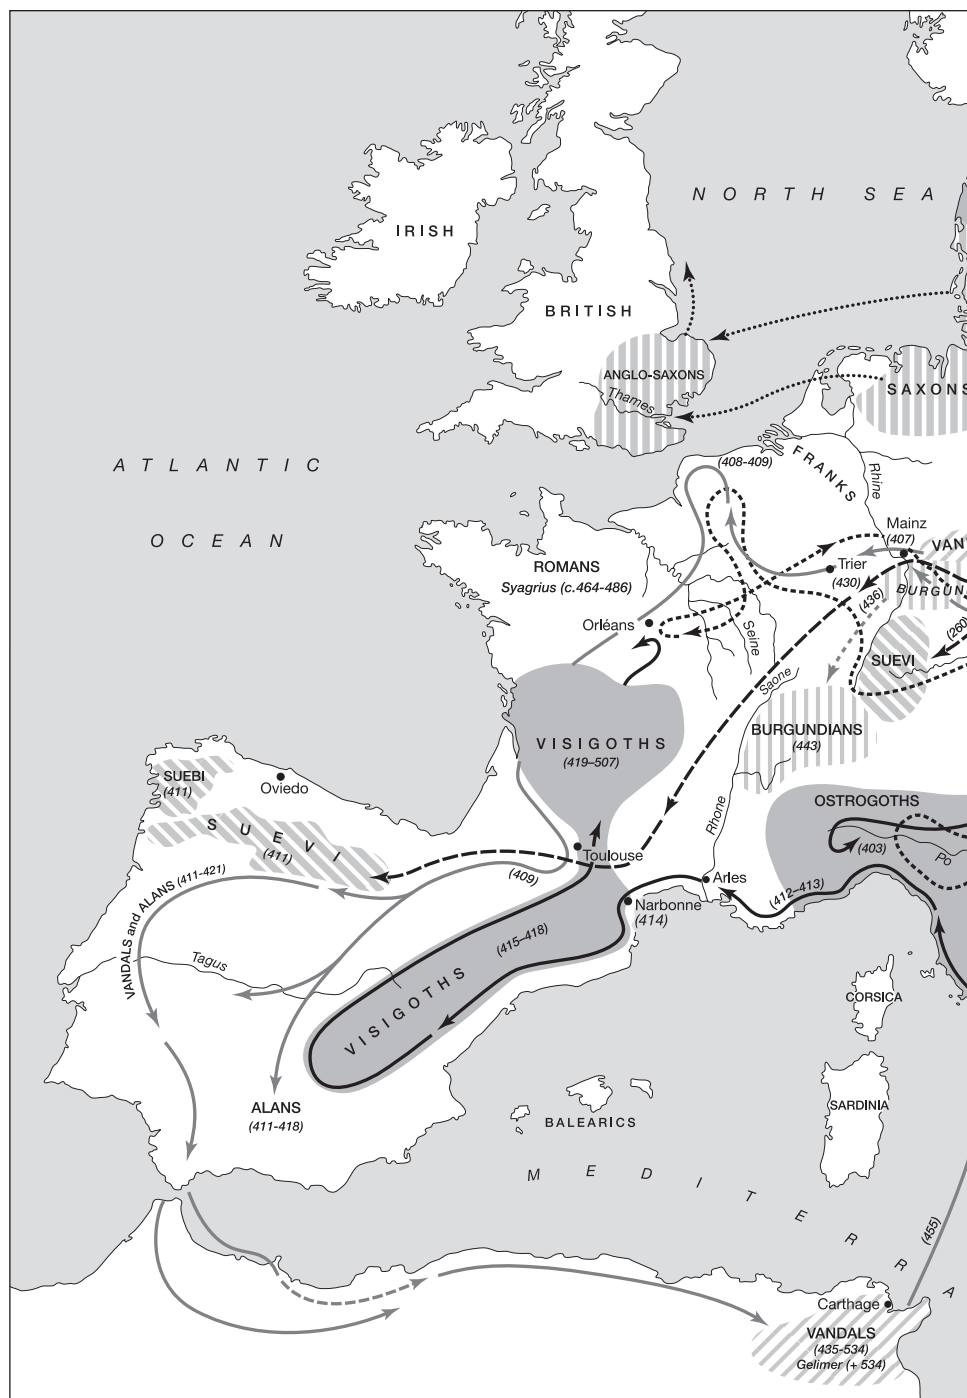 NORTH SEA
IRISH
BRITISH
ANGLO-SAXONS
Thames
SAXONS
ATLANTIC
OCEAN
(408-409)
FRANKS
Rhine
Mainz
(407)
VAN
Trier
(430)
BURGUN
(436)
(260
ROMANS
Syagrius (c.464-486)
Orléans
Seine
SUEVI
Saone
VISIGOTHS
(419–507)
BURGUNDIANS
(443)
SUEBI
(411)
Oviedo
SUEVI
(411)
OSTROGOTHS
Rhone
(403)
Po
Toulouse
(409)
Arles
(412–413)
Narbonne
(414)
VANDALS and ALANS (411-421)
Tagus
(415–418)
VISIGOTHS
CORSICA
ALANS
(411-418)
BALEARICS
SARDINIA
MEDITERRA
(455)
Carthage
VANDALS
(435-534)
Gelimer (+ 534)